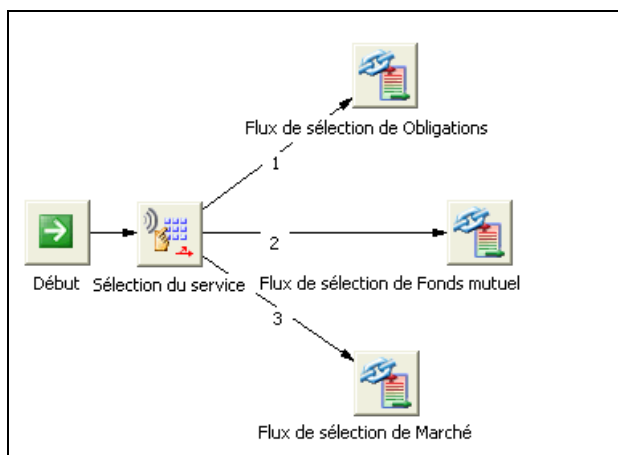 Flux de sélection de Obligations
1
Début
Sélection du service
2
Flux de sélection de Fonds mutuel
3
Flux de sélection de Marché